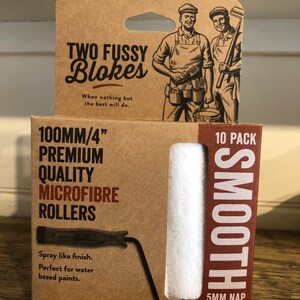 TWO FUSSY
Blokes
When nothing but
the best will do.
100MM/4"
PREMIUM
QUALITY
MICROFIBRE
ROLLERS
Spray like finish.
Perfect for water
based paints.
10 PACK
SMOOTH
5MM NAP